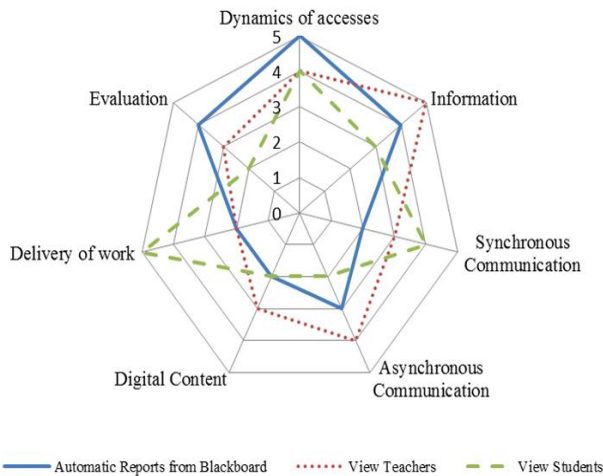 Dynamics of accesses
5
4
3
2
1
0
Evaluation
Information
Delivery of work
Synchronous
Communication
Digital Content
Asynchronous
Communication
Automatic Reports from Blackboard
View Teachers
View Students